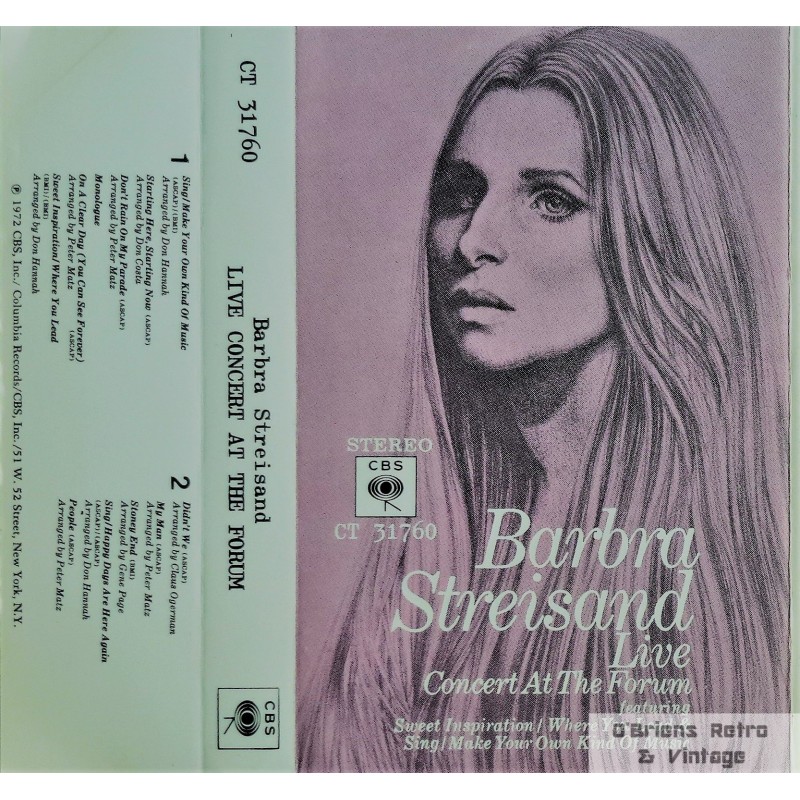 1
Sing/Make Your Own Kind Of Music
(ASCAP)/(BMI)
Arranged by Don Hannah
Starting Here, Starting Now (ASCAP)
Arranged by Don Costa
Don't Rain On My Parade (ASCAP)
Arranged by Peter Matz
Monologue
On A Clear Day (You Can See Forever)
Arranged by Peter Matz (ASCAP)
Sweet Inspiration/Where You Lead
(BMI)/(BMI)
Arranged by Don Hannah
2
Didn't We (ASCAP)
Arranged by Claus Ogerman
My Man (ASCAP)
Arranged by Peter Matz
Stoney End (BMI)
Arranged by Gene Page
Sing/Happy Days Are Here Again
(ASCAP)/(ASCAP)
Arranged by Don Hannah
People (ASCAP)
Arranged by Peter Matz
℗ 1972 CBS, Inc./ Columbia Records/CBS, Inc./51 W. 52 Street, New York, N.Y.
CT 31760
Barbra Streisand
LIVE CONCERT AT THE FORUM
CBS
STEREO
CBS
CT 31760
Barbra
Streisand
Live
Concert At The Forum
featuring
Sweet Inspiration / Where You Lead &
Sing / Make Your Own Kind Of Music
O'Briens Retro
& Vintage